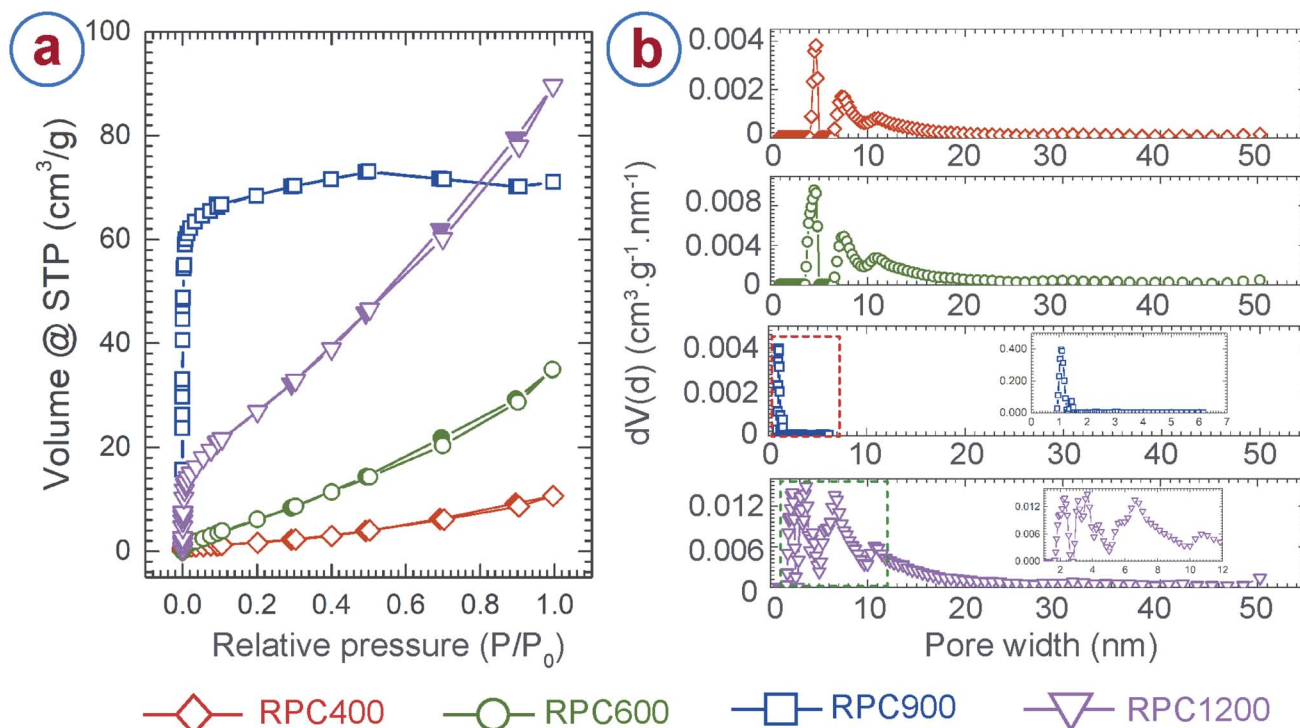 a
Volume @ STP (cm³/g)
100
80
60
40
20
0
0.0 0.2 0.4 0.6 0.8 1.0
Relative pressure (P/P₀)
b
dV(d) (cm³.g⁻¹.nm⁻¹)
0.004
0.002
0
0 10 20 30 40 50
0.008
0.004
0
0 10 20 30 40 50
0.004
0.002
0
0 10 20 30 40 50
0.400
0.200
0.000
0 1 2 3 4 5 6 7
0.012
0.006
0
0 10 20 30 40 50
0.015
0.010
0.005
0.000
2 4 6 8 10 12
Pore width (nm)
RPC400 RPC600 RPC900 RPC1200